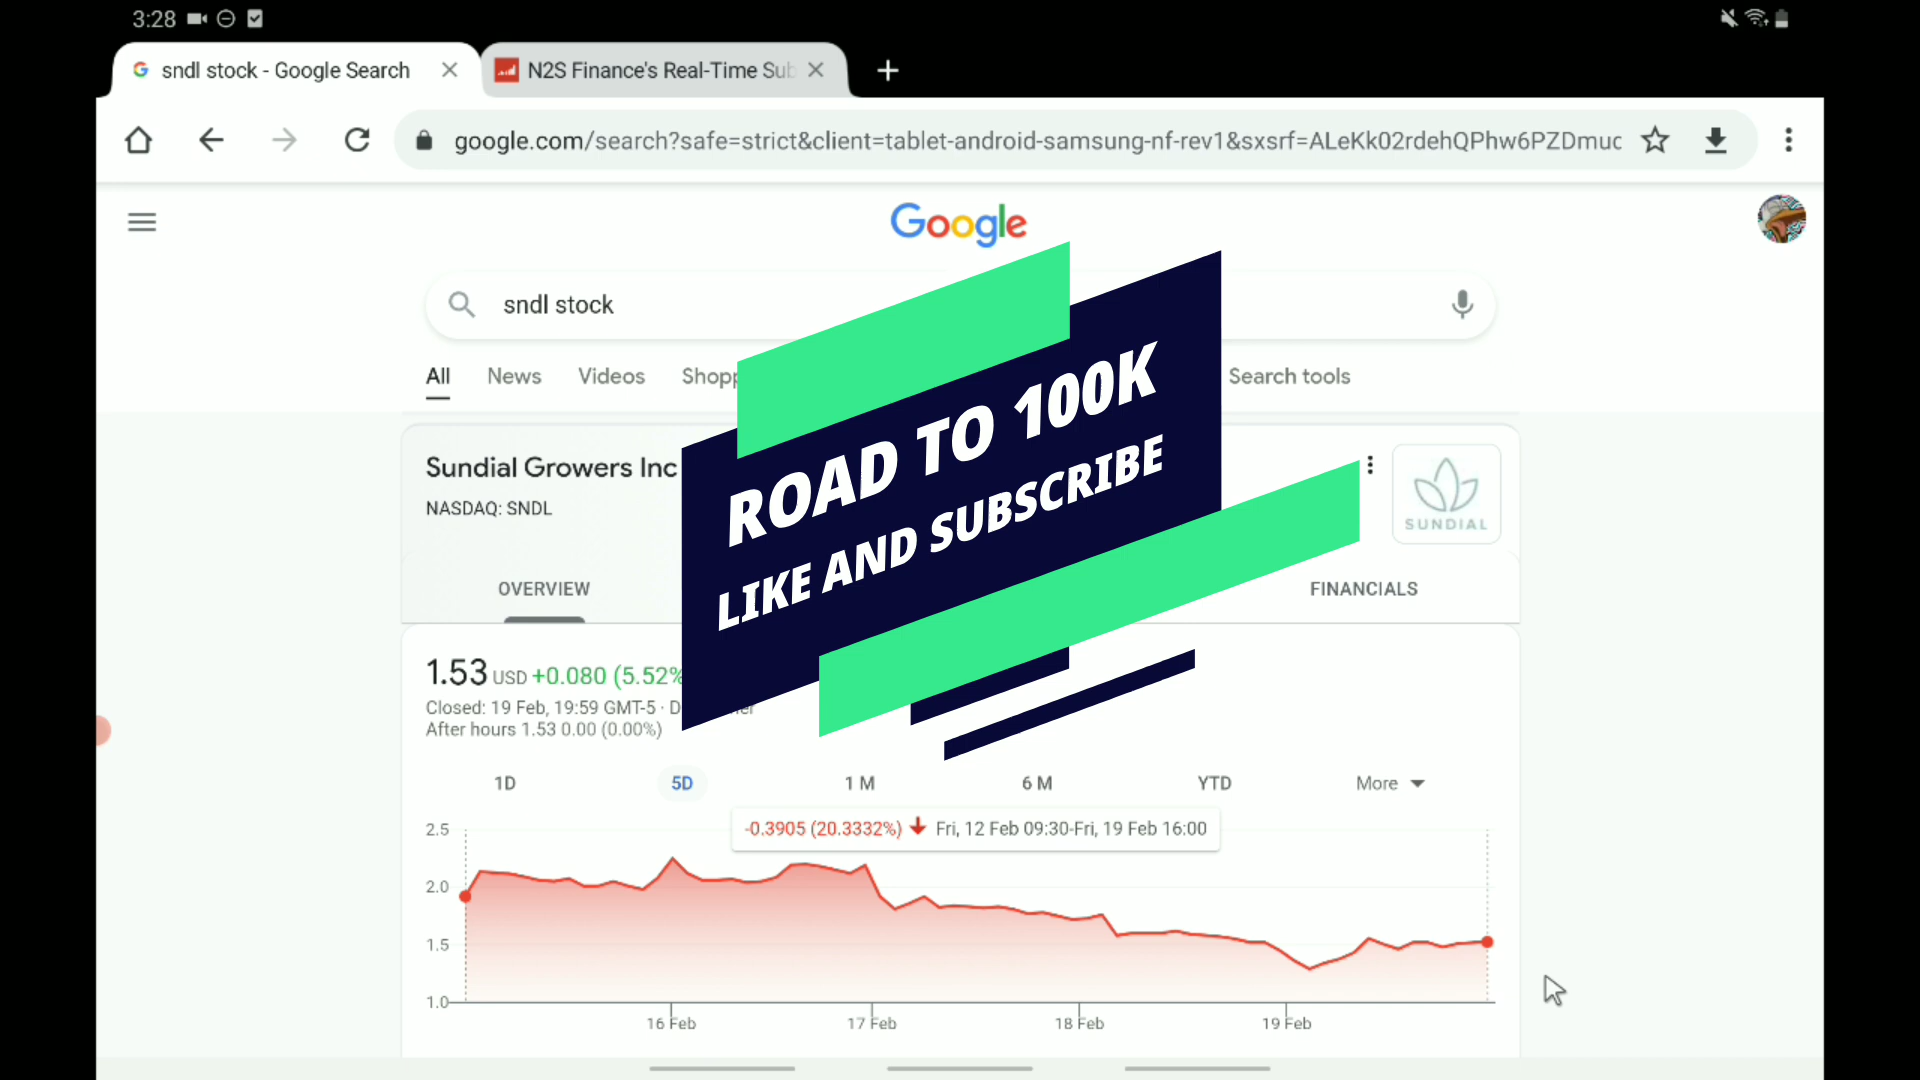 3:28
sndl stock - Google Search
N2S Finance's Real-Time Sub
google.com/search?safe=strict&client=tablet-android-samsung-nf-rev1&sxsrf=ALeKk02rdehQPhw6PZDmuc
Google
sndl stock
All News Videos Shopp Search tools
Sundial Growers Inc
NASDAQ: SNDL
SUNDIAL
ROAD TO 100K
LIKE AND SUBSCRIBE
OVERVIEW FINANCIALS
1.53 USD +0.080 (5.52%
Closed: 19 Feb, 19:59 GMT-5 · D
After hours 1.53 0.00 (0.00%)
1D 5D 1 M 6 M YTD More
-0.3905 (20.3332%) Fri, 12 Feb 09:30-Fri, 19 Feb 16:00
2.5
2.0
1.5
1.0
16 Feb 17 Feb 18 Feb 19 Feb